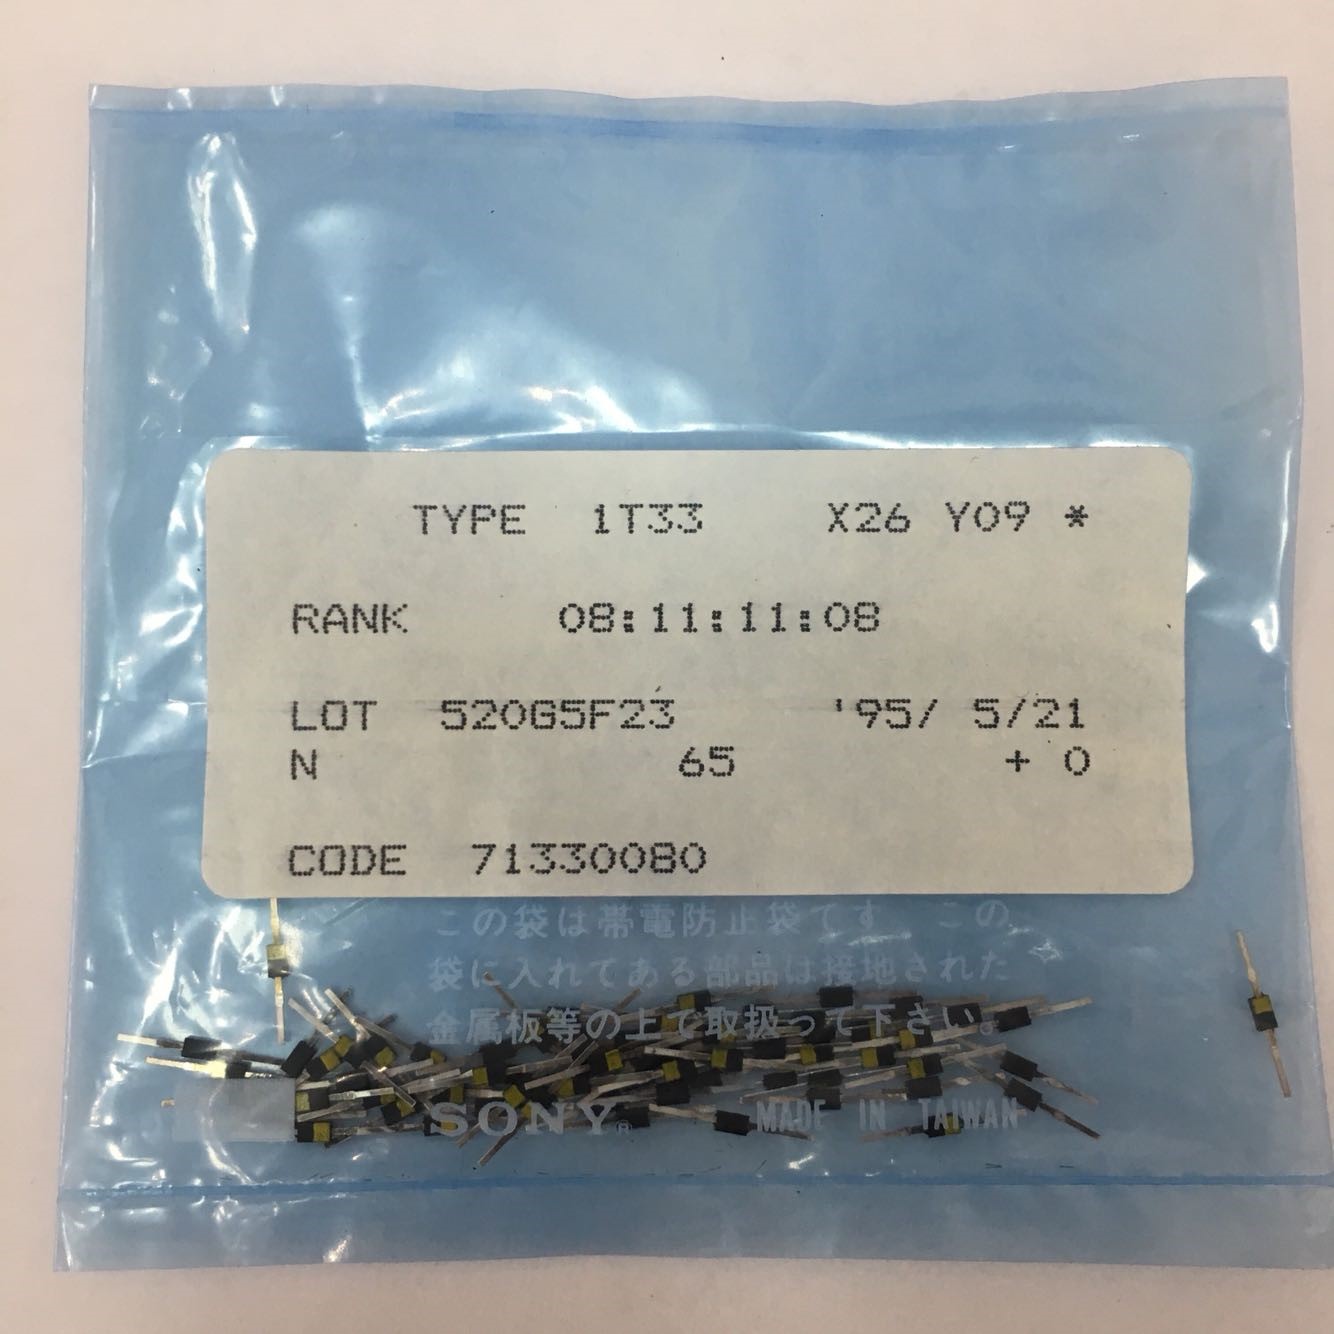 TYPE 1T33 X26 Y09 *
RANK 08:11:11:08
LOT 520G5F23 '95/ 5/21
N 65 + 0
CODE 71330080
この袋は帯電防止袋てす この
袋に入れてある部品は接地された
金属板等の上で取扱って下さい。
SONY® MADE IN TAIWAN